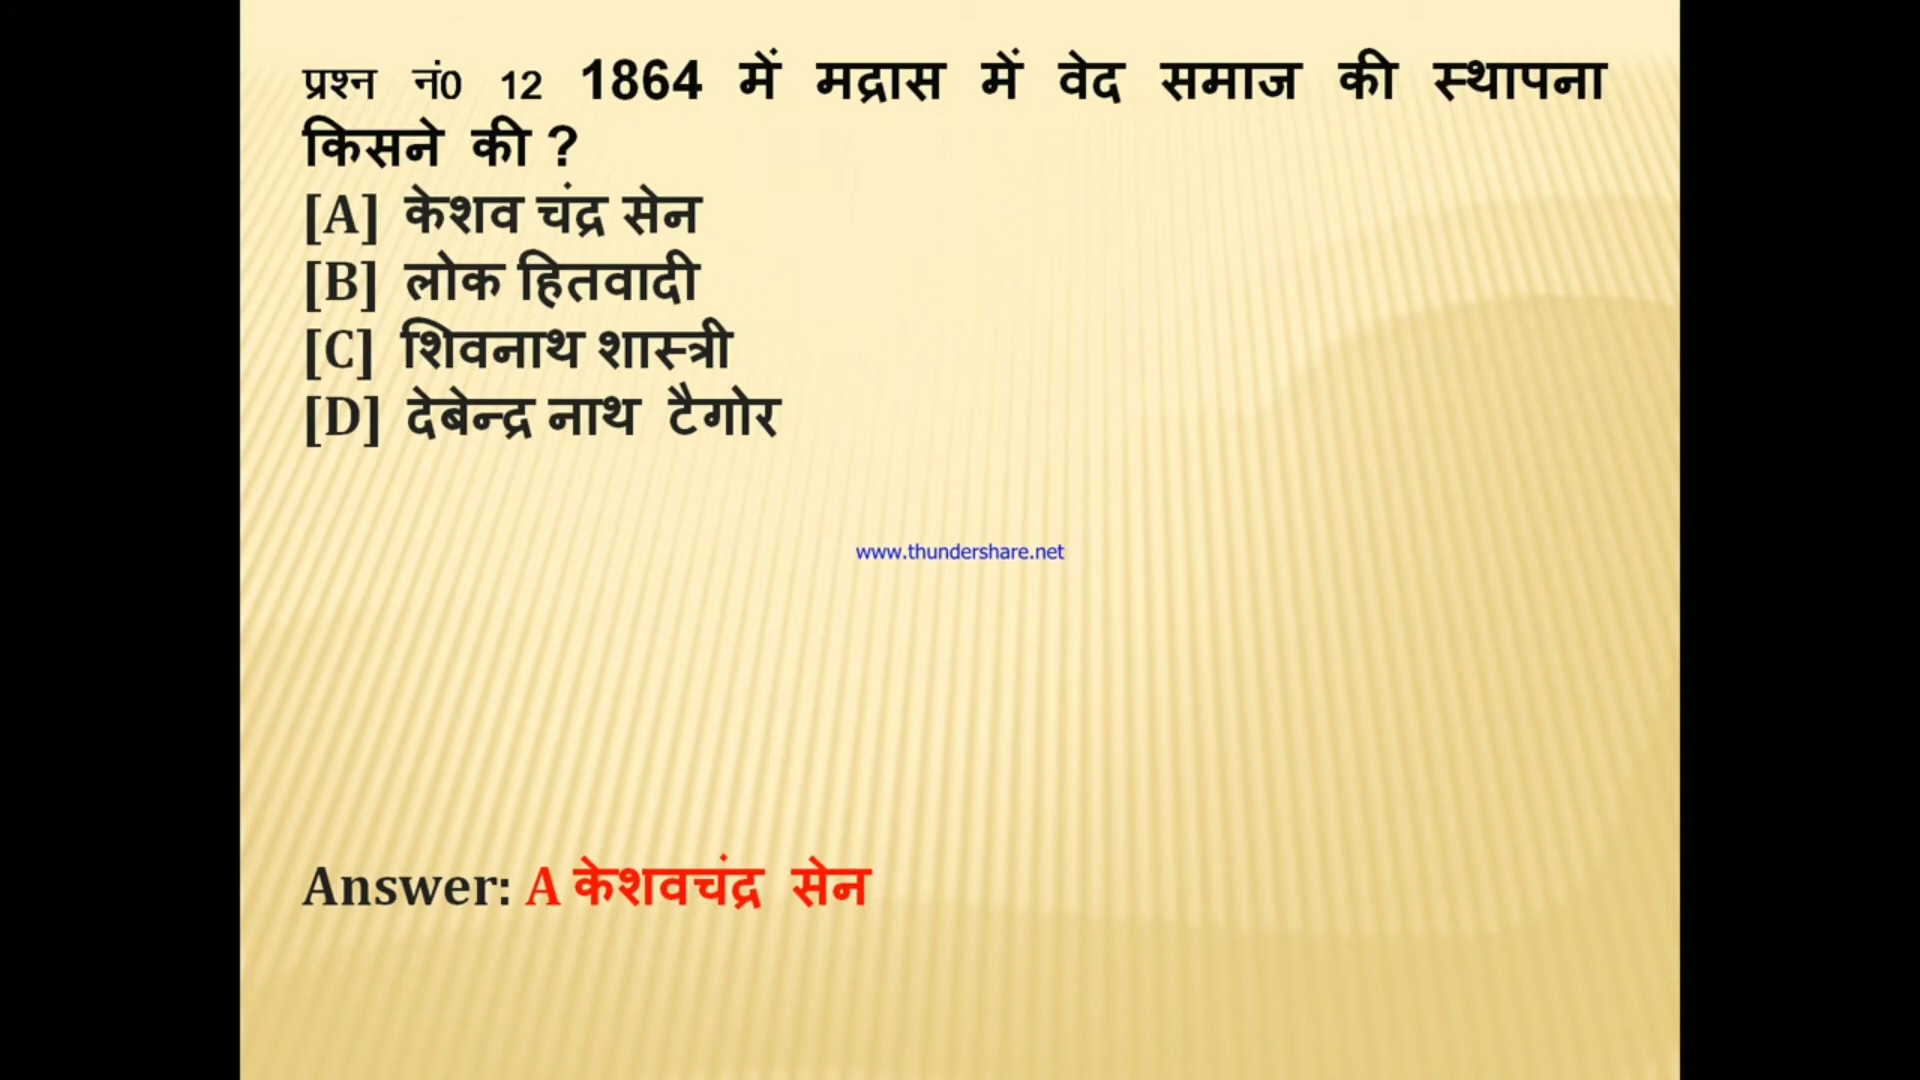 प्रश्न नं0 12 1864 में मद्रास में वेद समाज की स्थापना
किसने की ?
[A] केशव चंद्र सेन
[B] लोक हितवादी
[C] शिवनाथ शास्त्री
[D] देबेन्द्र नाथ टैगोर
www.thundershare.net
Answer: A केशवचंद्र सेन